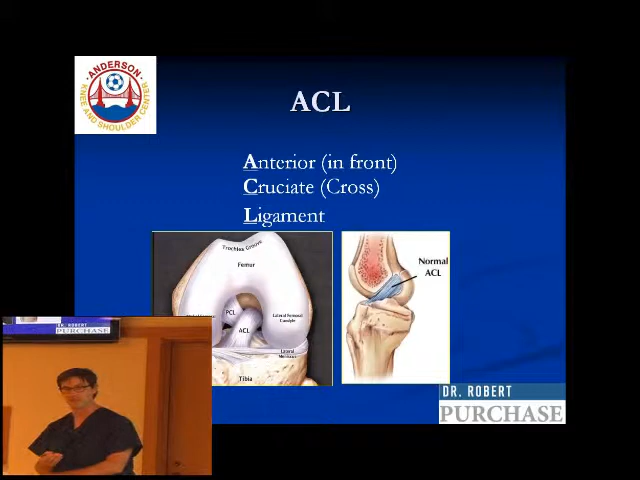 ANDERSON
KNEE AND SHOULDER CENTER
ACL
Anterior (in front)
Cruciate (Cross)
Ligament
Trochlea Groove
Femur
PCL
Lateral Femoral
Condyle
ACL
Lateral
Meniscus
Tibia
Normal
ACL
DR. ROBERT
PURCHASE
DR. ROBERT
PURCHASE